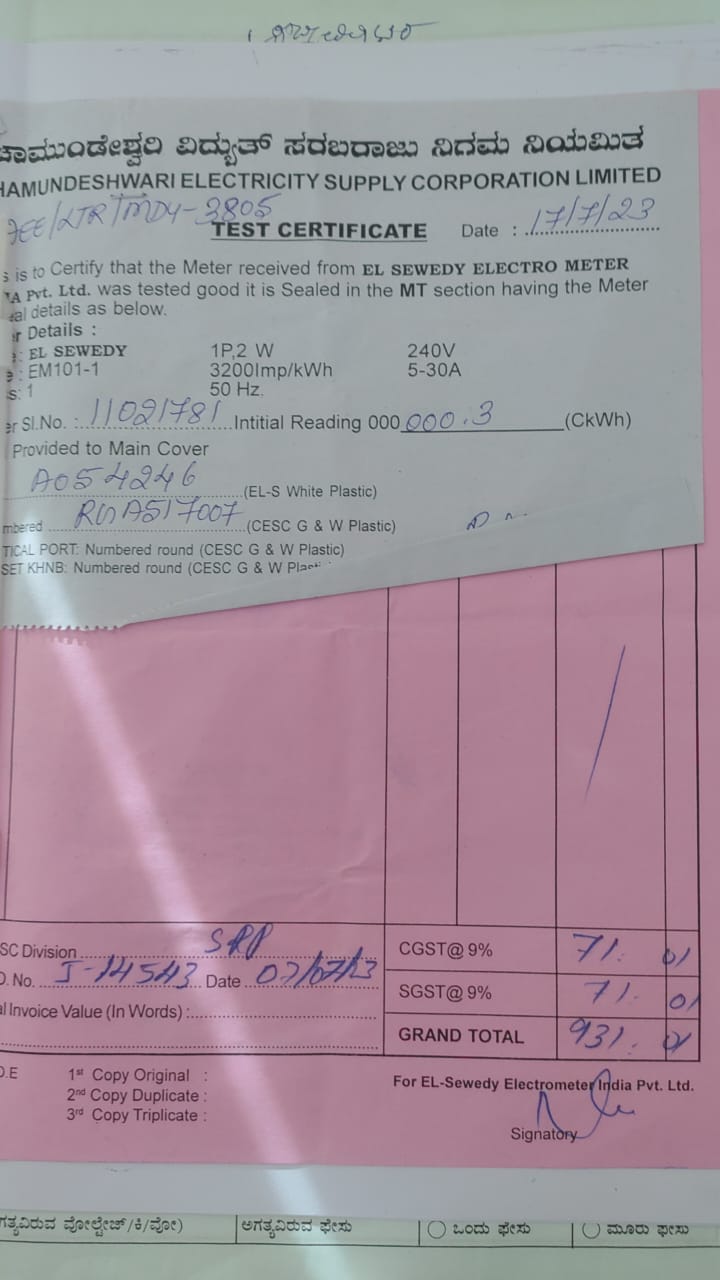 ಚಾಮುಂಡೇಶ್ವರಿ ವಿದ್ಯುತ್ ಸರಬರಾಜು ನಿಗಮ ನಿಯಮಿತ
HAMUNDESHWARI ELECTRICITY SUPPLY CORPORATION LIMITED
TEST CERTIFICATE Date : 17/7/23
s is to Certify that the Meter received from EL SEWEDY ELECTRO METER
Pvt. Ltd. was tested good it is Sealed in the MT section having the Meter
al details as below.
r Details :
: EL SEWEDY 1P,2 W 240V
: EM101-1 3200Imp/kWh 5-30A
s: 1 50 Hz.
er Sl.No. : 11021781 Intitial Reading 000 000.3 (CkWh)
Provided to Main Cover
A054246 (EL-S White Plastic)
mbered (CESC G & W Plastic)
TICAL PORT: Numbered round (CESC G & W Plastic)
SET KHNB: Numbered round (CESC G & W Plasti
SC Division SRP CGST@ 9% 71. 01
O. No. I-14543 Date 07/07/23 SGST@ 9% 71. 01
al Invoice Value (In Words) : GRAND TOTAL 931. 01
O.E 1st Copy Original : For EL-Sewedy Electrometer India Pvt. Ltd.
2nd Copy Duplicate :
3rd Copy Triplicate : Signatory
ಗತ್ಯವಿರುವ ವೋಲ್ಟೇಜ್/ಕಿ/ವೋ) ಅಗತ್ಯವಿರುವ ಫೇಸು ಒಂದು ಫೇಸು ಮೂರು ಫೇಸು